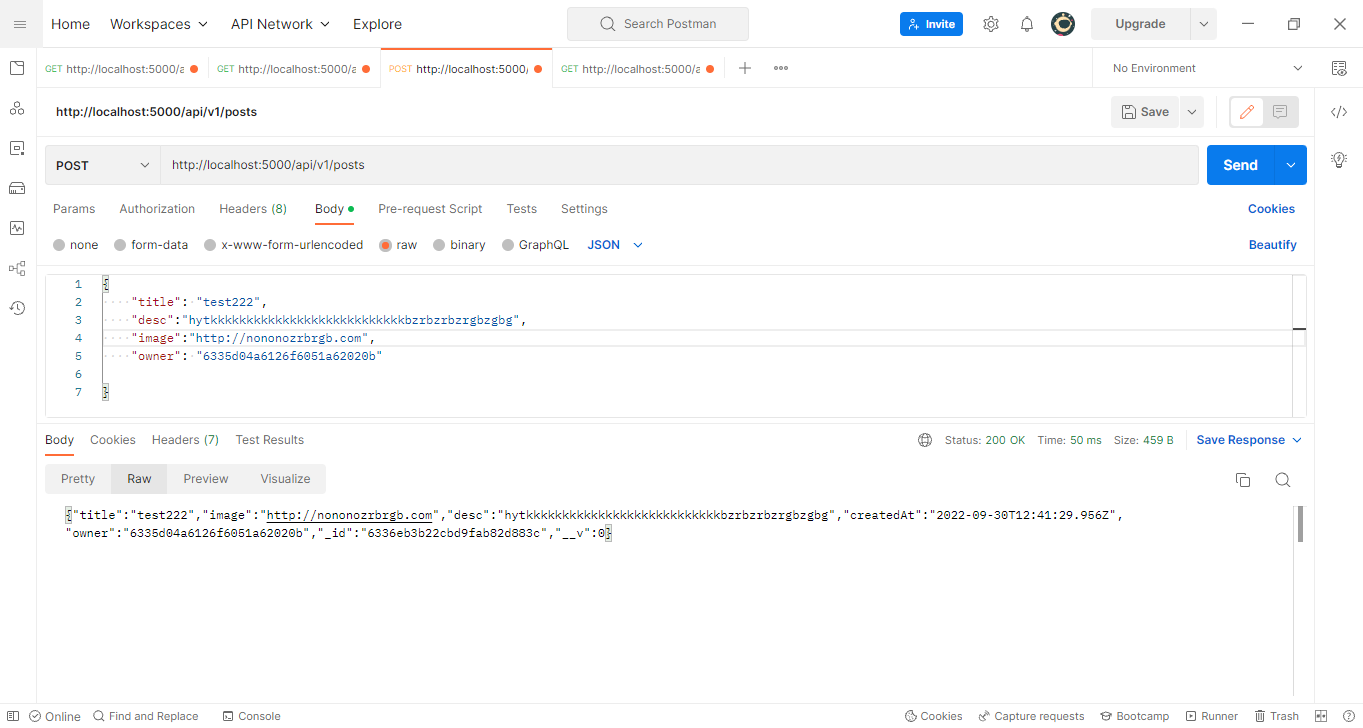 Home Workspaces API Network Explore Search Postman Invite Upgrade
GET http://localhost:5000/a GET http://localhost:5000/a POST http://localhost:5000/ GET http://localhost:5000/a No Environment
http://localhost:5000/api/v1/posts Save
POST http://localhost:5000/api/v1/posts Send
Params Authorization Headers (8) Body Pre-request Script Tests Settings Cookies
none form-data x-www-form-urlencoded raw binary GraphQL JSON Beautify
1 {
2 "title": "test222",
3 "desc":"hytkkkkkkkkkkkkkkkkkkkkkkkkkkkbzrbzrbzrgbzgbg",
4 "image":"http://nononozrbrgb.com",
5 "owner": "6335d04a6126f6051a62020b"
6
7 }
Body Cookies Headers (7) Test Results Status: 200 OK Time: 50 ms Size: 459 B Save Response
Pretty Raw Preview Visualize
{"title":"test222","image":"http://nononozrbrgb.com","desc":"hytkkkkkkkkkkkkkkkkkkkkkkkkkkkbzrbzrbzrgbzgbg","createdAt":"2022-09-30T12:41:29.956Z",
"owner":"6335d04a6126f6051a62020b","_id":"6336eb3b22cbd9fab82d883c","__v":0}
Online Find and Replace Console Cookies Capture requests Bootcamp Runner Trash